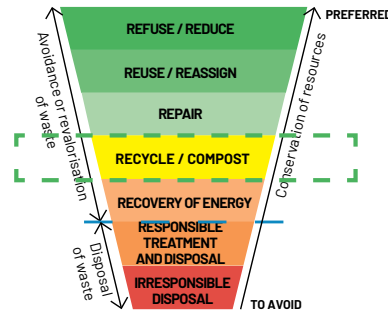 REFUSE / REDUCE
PREFERRED
REUSE / REASSIGN
REPAIR
RECYCLE / COMPOST
RECOVERY OF ENERGY
RESPONSIBLE
TREATMENT
AND DISPOSAL
IRRESPONSIBLE
DISPOSAL
TO AVOID
Avoidance or revalorisation
of waste
Disposal
of waste
Conservation of resources